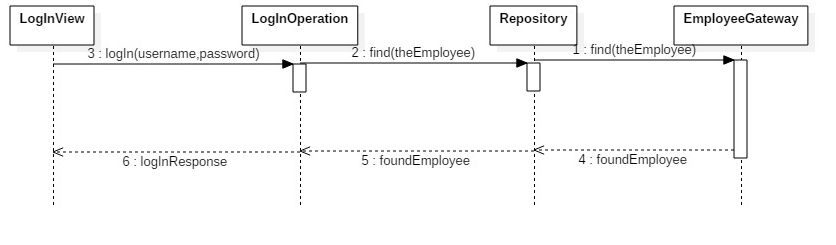 LogInView
LogInOperation
Repository
EmployeeGateway
3 : logIn(username,password)
2 : find(theEmployee)
1 : find(theEmployee)
6 : logInResponse
5 : foundEmployee
4 : foundEmployee